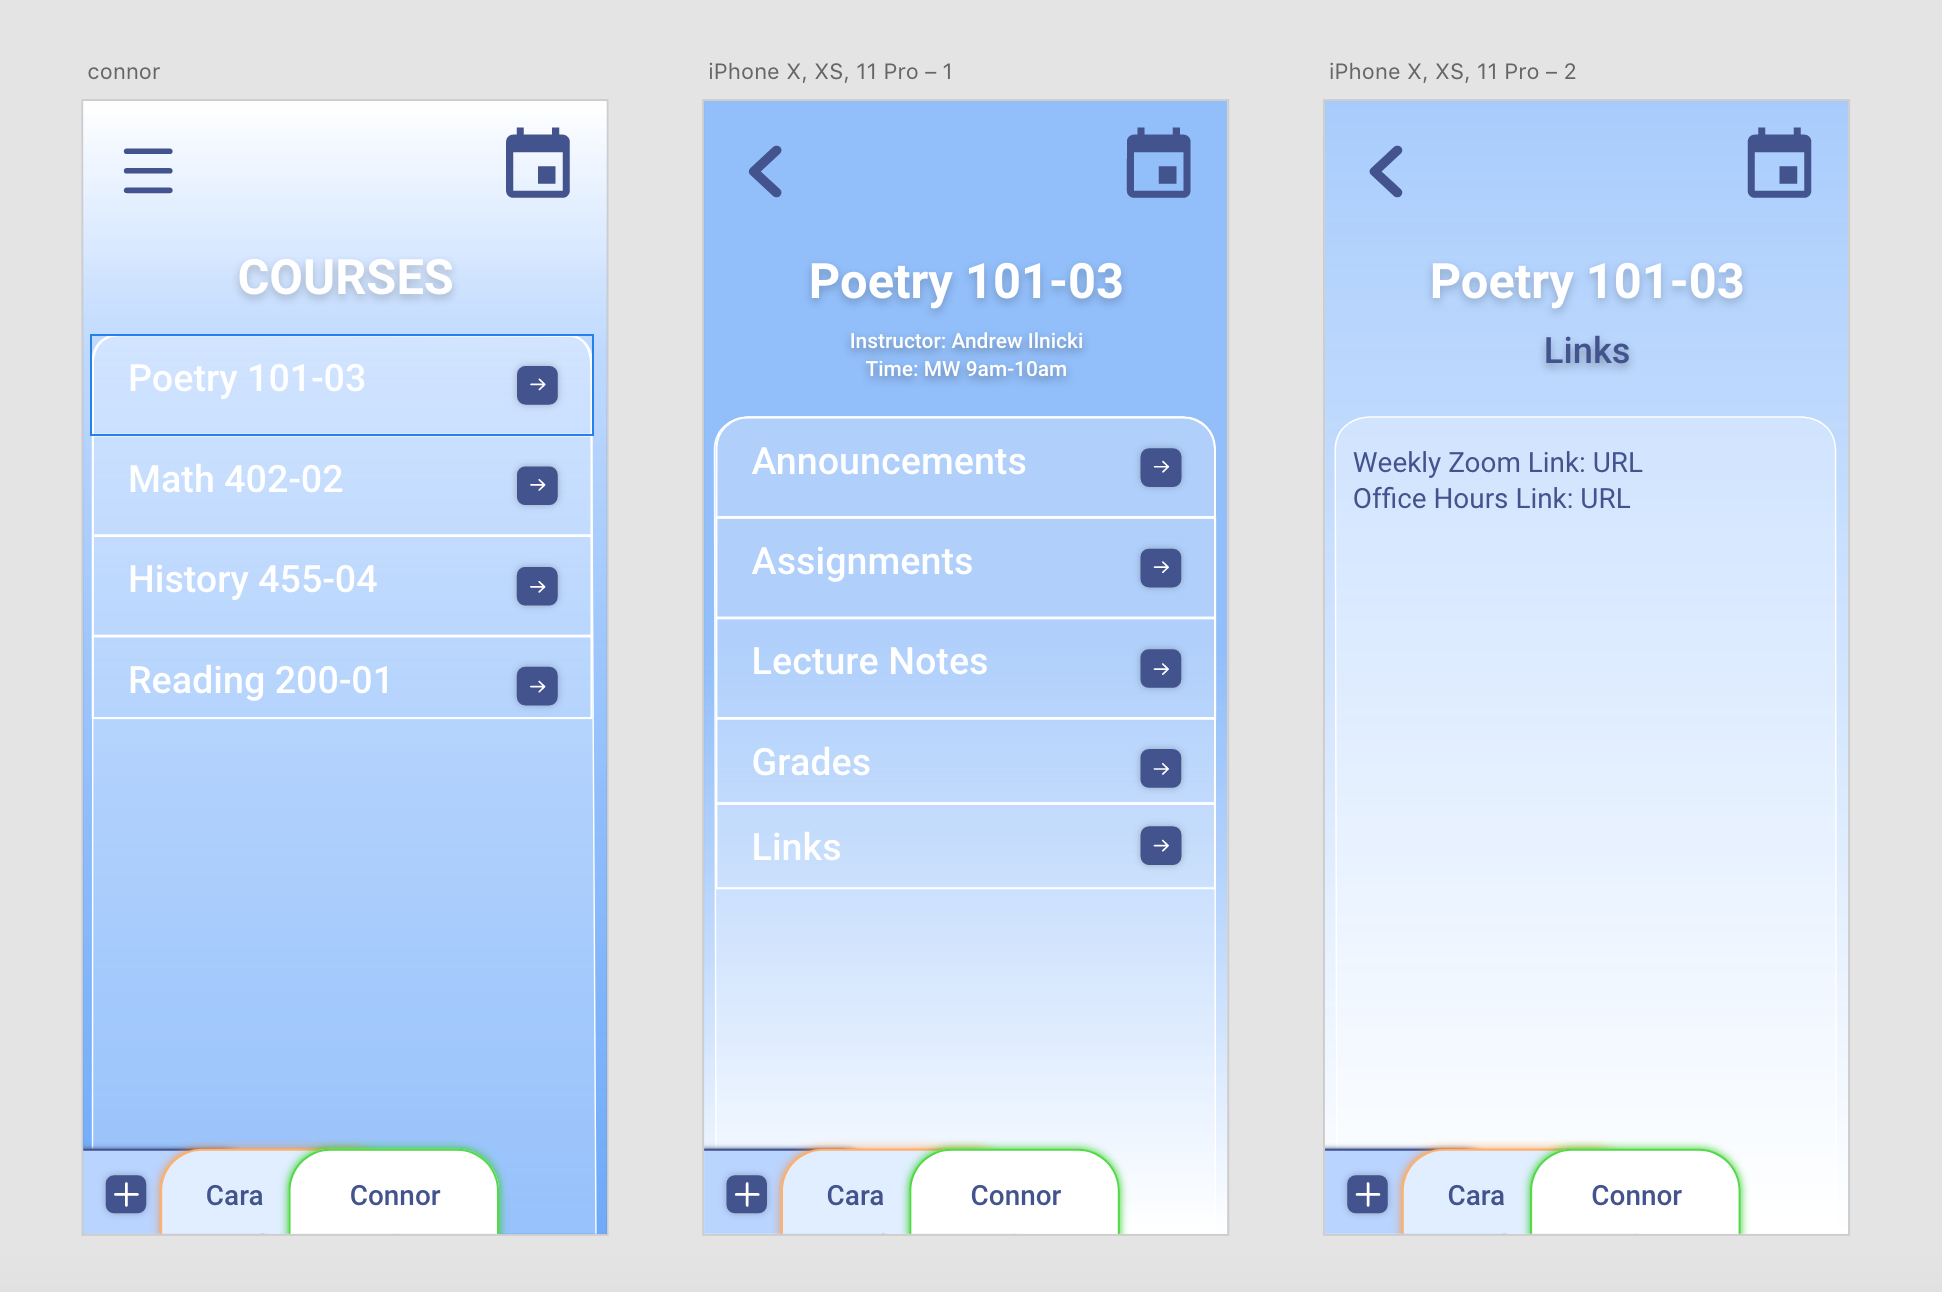 connor
COURSES
Poetry 101-03
Math 402-02
History 455-04
Reading 200-01
Cara
Connor
iPhone X, XS, 11 Pro – 1
Poetry 101-03
Instructor: Andrew Ilnicki
Time: MW 9am-10am
Announcements
Assignments
Lecture Notes
Grades
Links
Cara
Connor
iPhone X, XS, 11 Pro – 2
Poetry 101-03
Links
Weekly Zoom Link: URL
Office Hours Link: URL
Cara
Connor